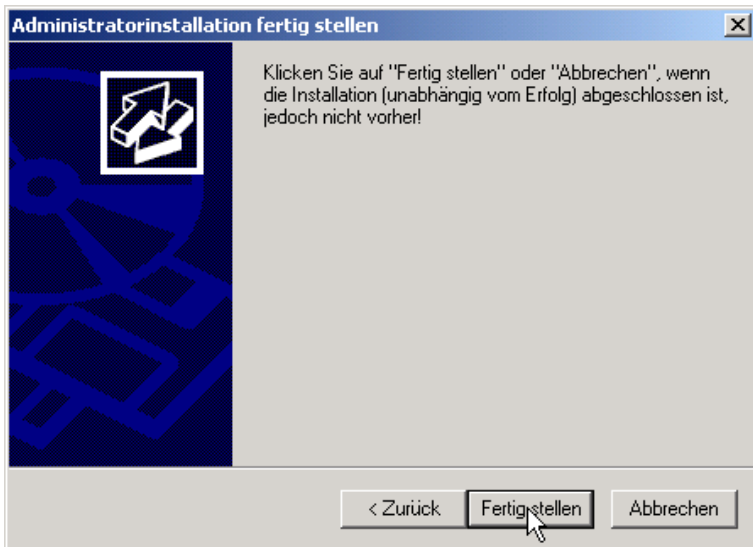 Administratorinstallation fertig stellen
Klicken Sie auf "Fertig stellen" oder "Abbrechen", wenn
die Installation (unabhängig vom Erfolg) abgeschlossen ist,
jedoch nicht vorher!
< Zurück Fertig stellen Abbrechen